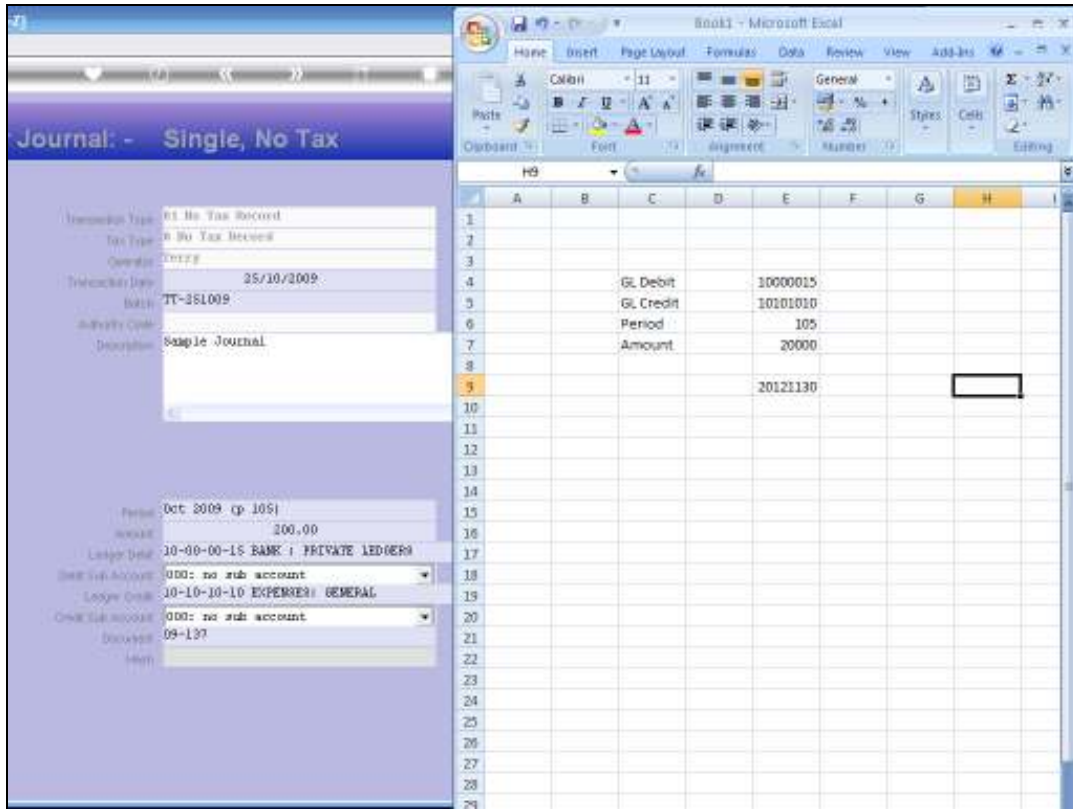 Journal: - Single, No Tax
Transaction Type 01 No Tax Record
Tax Type 0 No Tax Record
Operator Terry
Transaction Date 25/10/2009
Batch TT-251009
Authority Code
Description Sample Journal
Period Oct 2009 (p 105)
Amount 200.00
Ledger Debit 10-00-00-15 BANK : PRIVATE LEDGERS
Debit Sub Account 000: no sub account
Ledger Credit 10-10-10-10 EXPENSES: GENERAL
Credit Sub Account 000: no sub account
Document 09-137
Book1 - Microsoft Excel
Home Insert Page Layout Formulas Data Review View Add-Ins
Calibri 11 General
Paste Styles Cells
Clipboard Font Alignment Number Editing
H9 fx
A B C D E F G H I
1
2
3
4 GL Debit 10000015
5 GL Credit 10101010
6 Period 105
7 Amount 20000
8
9 20121130
10
11
12
13
14
15
16
17
18
19
20
21
22
23
24
25
26
27
28
29